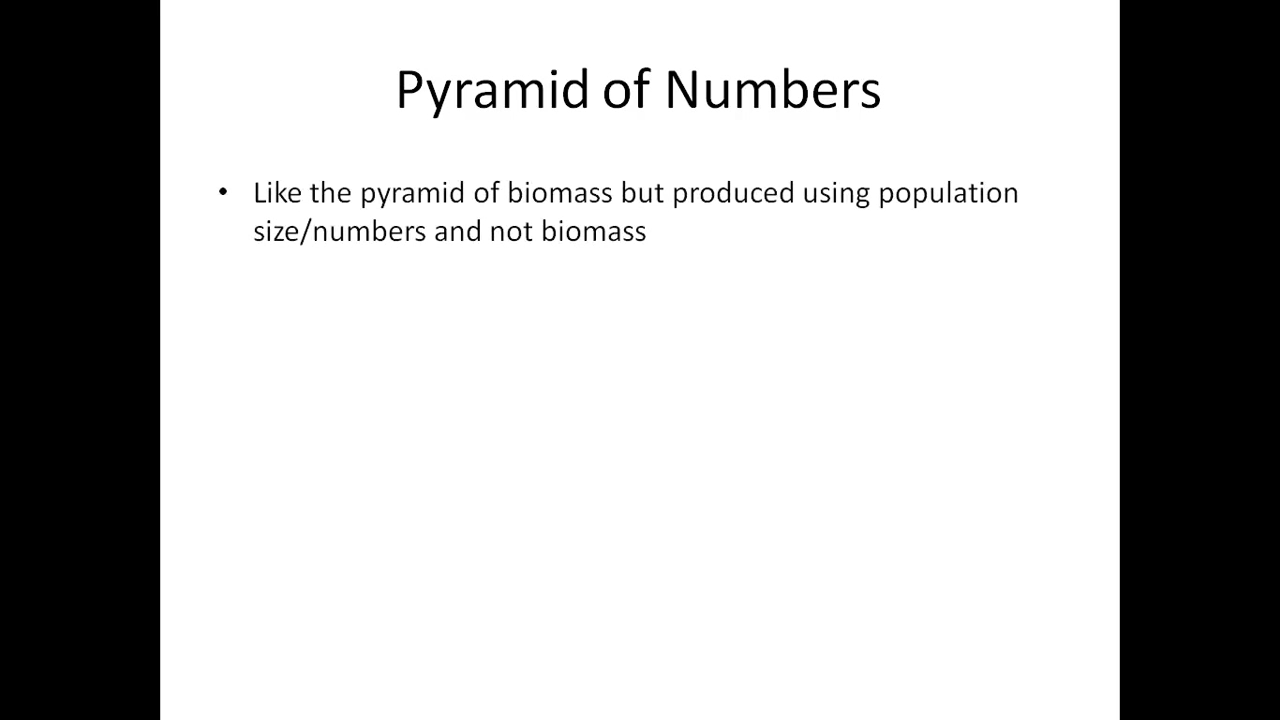 Pyramid of Numbers
• Like the pyramid of biomass but produced using population
size/numbers and not biomass